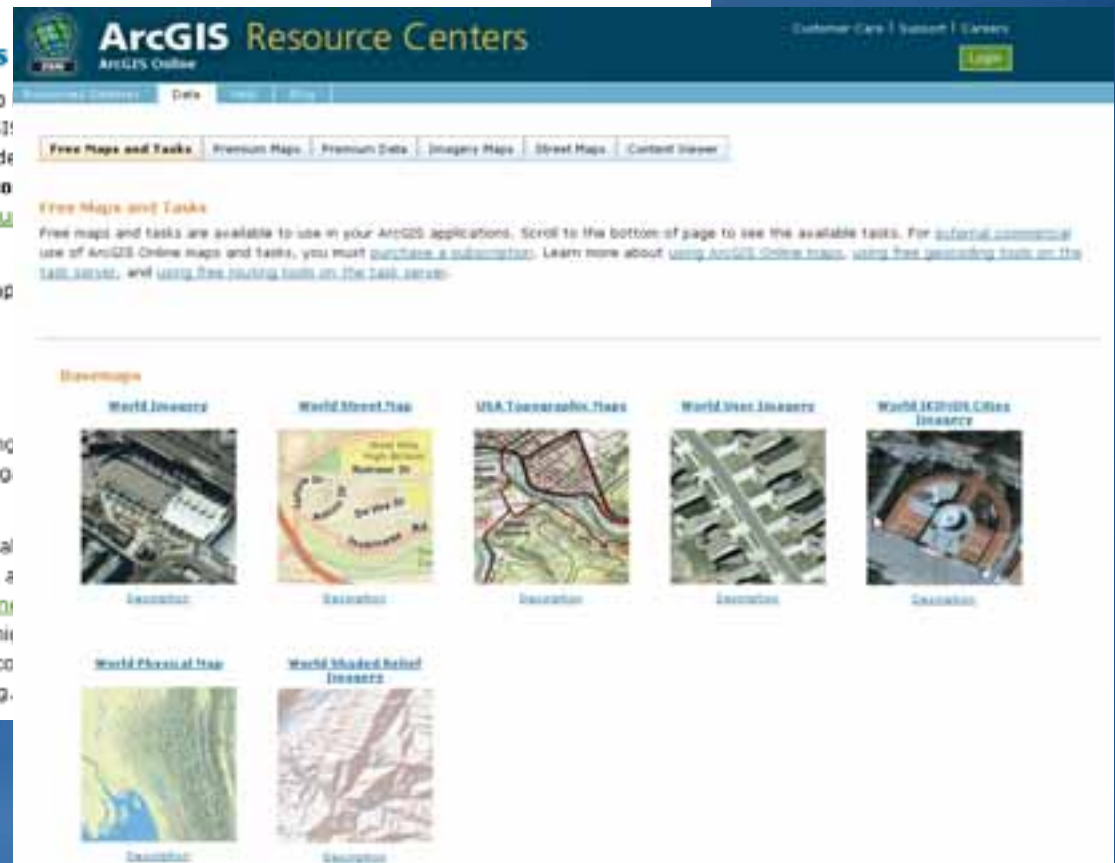 ArcGIS Resource Centers
ArcGIS Online
Customer Care | Support | Careers
Login
Resource Centers Data Help Blog
Free Maps and Tasks Premium Maps Premium Data Imagery Maps Street Maps Content Viewer
Free Maps and Tasks
Free maps and tasks are available to use in your ArcGIS applications. Scroll to the bottom of page to see the available tasks. For external commercial
use of ArcGIS Online maps and tasks, you must purchase a subscription. Learn more about using ArcGIS Online maps, using free geocoding tools on the
task server, and using free routing tools on the task server.
Basemaps
World Imagery World Street Map USA Topographic Maps World User Imagery World IKONOS Cities
Imagery
Description Description Description Description Description
World Physical Map World Shaded Relief
Imagery
Description Description